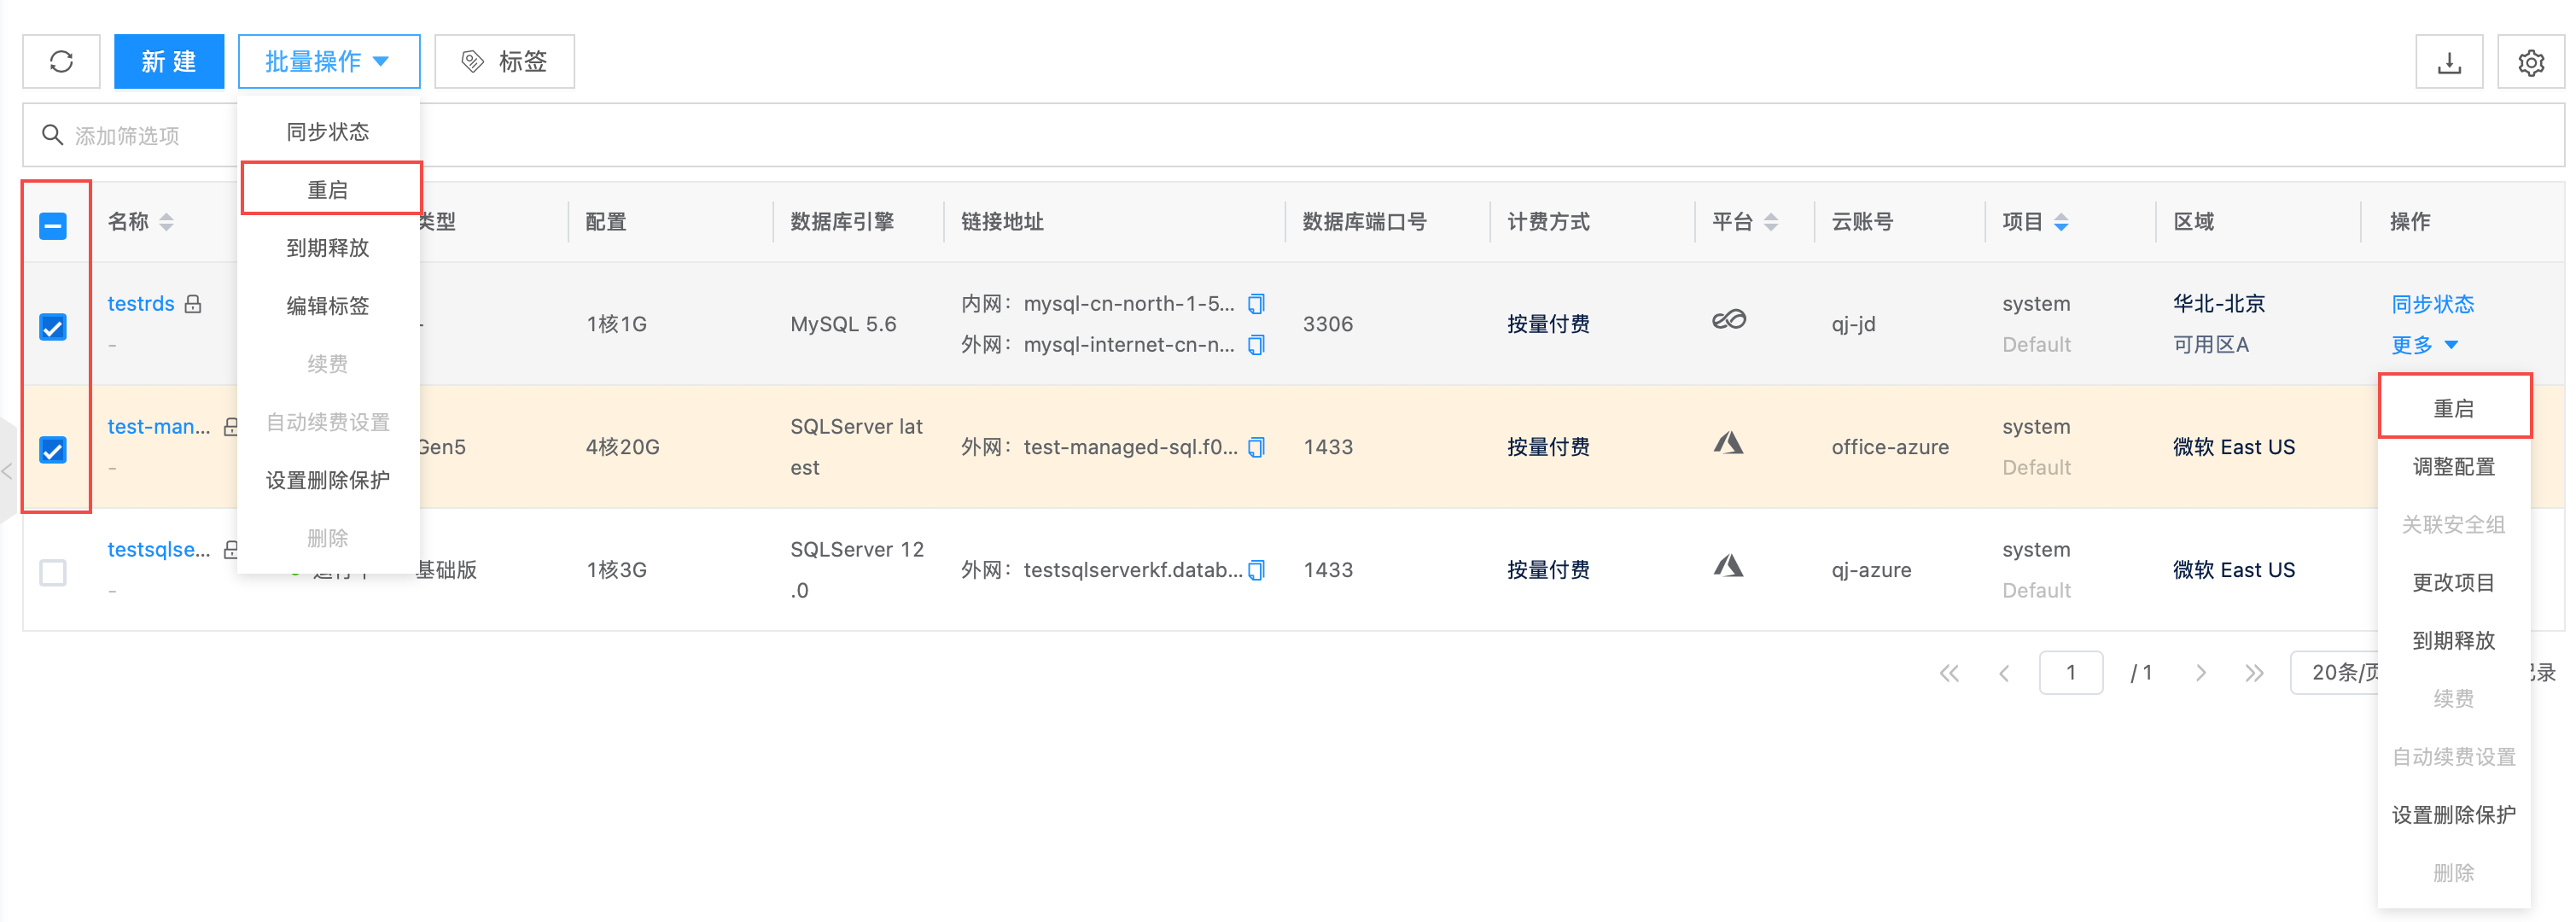 新 建
批量操作
标签
添加筛选项
同步状态
重启
到期释放
编辑标签
续费
自动续费设置
设置删除保护
删除
名称
类型
配置
数据库引擎
链接地址
数据库端口号
计费方式
平台
云账号
项目
区域
操作
testrds
-
-
1核1G
MySQL 5.6
内网：mysql-cn-north-1-5...
外网：mysql-internet-cn-n...
3306
按量付费
qj-jd
system
Default
华北-北京
可用区A
同步状态
更多
test-man...
-
Gen5
4核20G
SQLServer lat
est
外网：test-managed-sql.f0...
1433
按量付费
office-azure
system
Default
微软 East US
testsqlse...
-
基础版
1核3G
SQLServer 12
.0
外网：testsqlserverkf.datab...
1433
按量付费
qj-azure
system
Default
微软 East US
重启
调整配置
关联安全组
更改项目
到期释放
续费
自动续费设置
设置删除保护
删除
1
/ 1
20条/页
记录